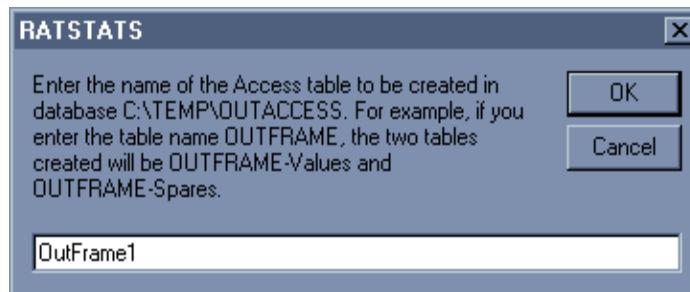 RATSTATS
Enter the name of the Access table to be created in
database C:\TEMP\OUTACCESS. For example, if you
enter the table name OUTFRAME, the two tables
created will be OUTFRAME-Values and
OUTFRAME-Spares.
OK
Cancel
OutFrame1